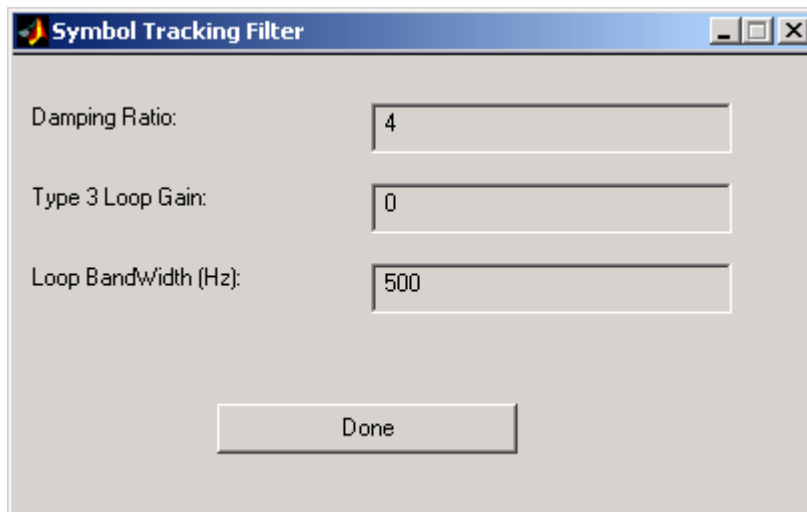 Symbol Tracking Filter
Damping Ratio: 4
Type 3 Loop Gain: 0
Loop BandWidth (Hz): 500
Done